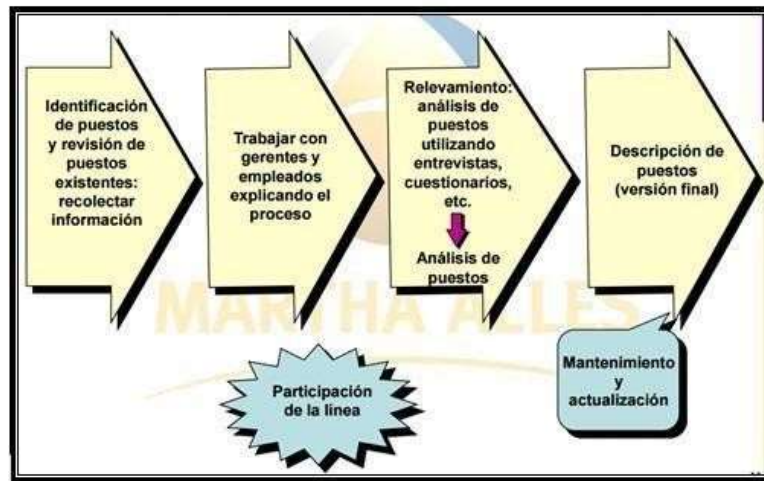 Identificación
de puestos
y revisión de
puestos
existentes:
recolectar
información
Trabajar con
gerentes y
empleados
explicando el
proceso
Relevamiento:
análisis de
puestos
utilizando
entrevistas,
cuestionarios,
etc.
Análisis de
puestos
Descripción de
puestos
(versión final)
MARTHA ALLES
Participación
de la línea
Mantenimiento
y
actualización